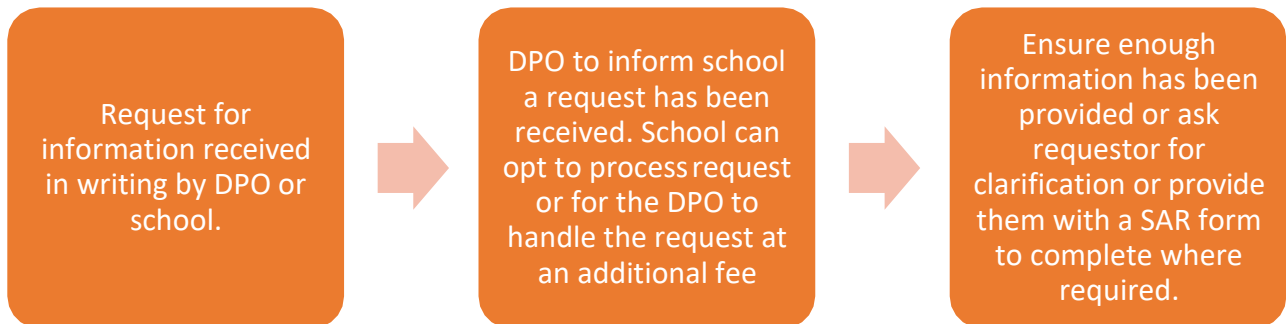 Request for
information received
in writing by DPO or
school.
DPO to inform school
a request has been
received. School can
opt to process request
or for the DPO to
handle the request at
an additional fee
Ensure enough
information has been
provided or ask
requestor for
clarification or provide
them with a SAR form
to complete where
required.